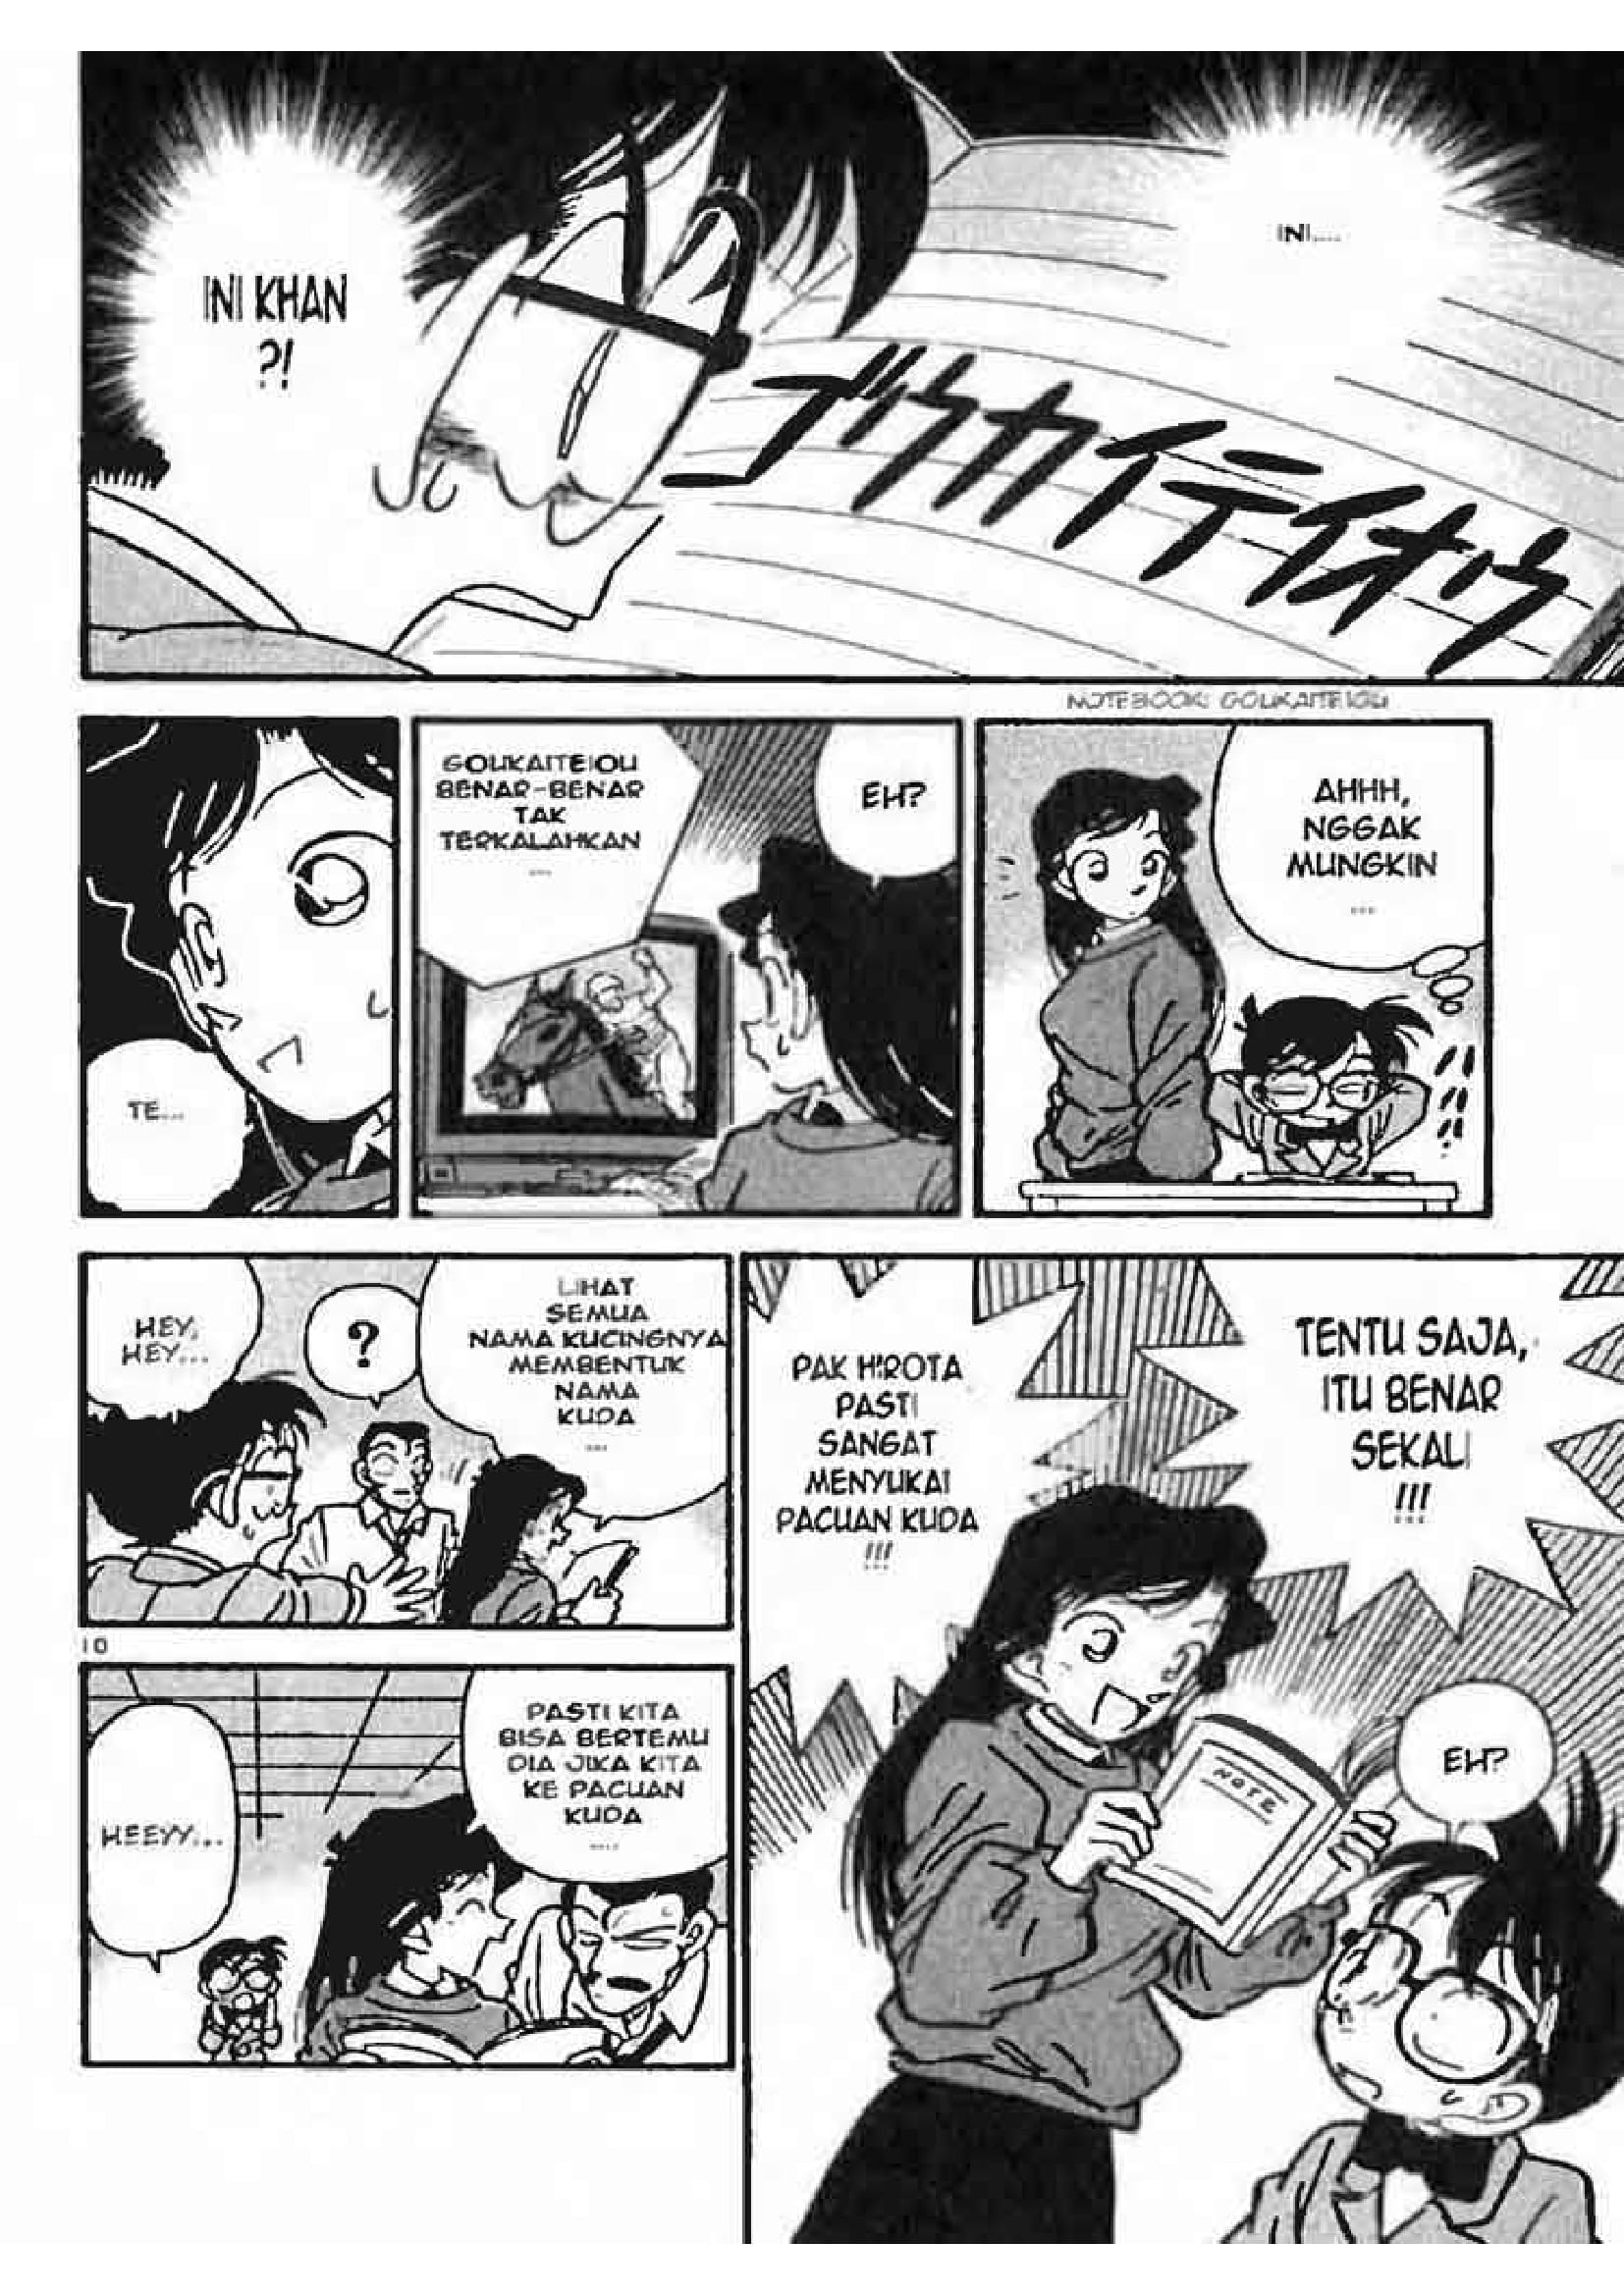 INI....
INI KHAN
?!
ゴウカイテイオウ
NOTEBOOK: GOUKAITEIOU
AHHH,
NGGAK
MUNGKIN
...
EH?
GOUKAITEIOU
BENAR-BENAR
TAK
TERKALAHKAN
...
TE...
TENTU SAJA,
ITU BENAR
SEKALI
!!!
PAK HIROTA
PASTI
SANGAT
MENYUKAI
PACUAN KUDA
!!!
NOTE
EH?
LIHAT
SEMUA
NAMA KUCINGNYA
MEMBENTUK
NAMA
KUDA
...
?
HEY,
HEY...
10
PASTI KITA
BISA BERTEMU
DIA JIKA KITA
KE PACUAN
KUDA
....
HEEYY...